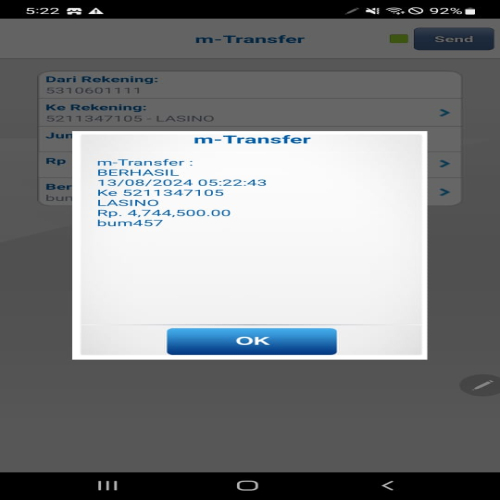 5:22
92%
m-Transfer
Send
Dari Rekening:
5310601111
Ke Rekening:
5211347105 - LASINO
Jum
Rp
Ber
bum
m-Transfer
m-Transfer :
BERHASIL
13/08/2024 05:22:43
Ke 5211347105
LASINO
Rp. 4,744,500.00
bum457
OK